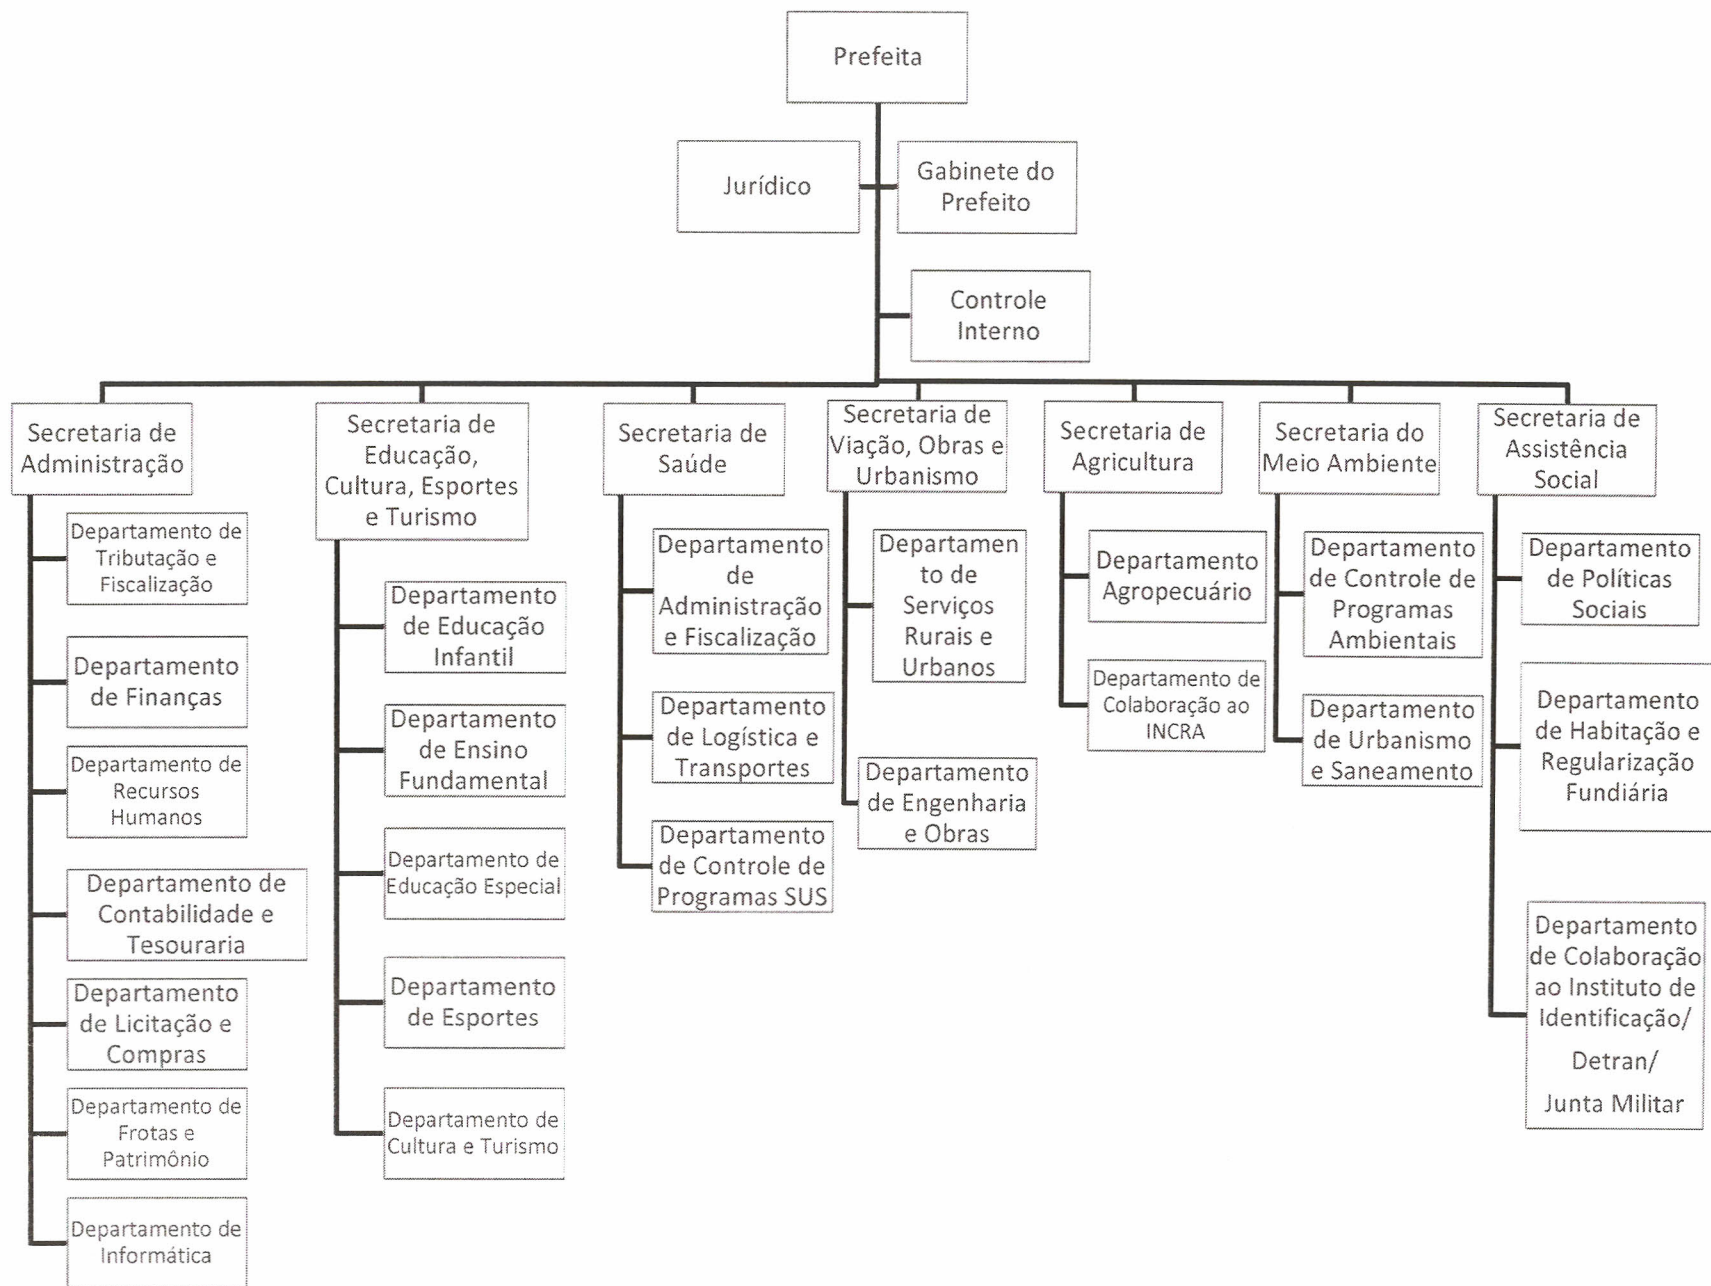 Prefeita
Jurídico
Gabinete do
Prefeito
Controle
Interno
Secretaria de
Administração
Departamento de
Tributação e
Fiscalização
Departamento
de Finanças
Departamento de
Recursos
Humanos
Departamento de
Contabilidade e
Tesouraria
Departamento
de Licitação e
Compras
Departamento de
Frotas e
Patrimônio
Departamento de
Informática
Secretaria de
Educação,
Cultura, Esportes
e Turismo
Departamento
de Educação
Infantil
Departamento
de Ensino
Fundamental
Departamento de
Educação Especial
Departamento
de Esportes
Departamento de
Cultura e Turismo
Secretaria de
Saúde
Departamento
de
Administração
e Fiscalização
Departamento
de Logística e
Transportes
Departamento
de Controle de
Programas SUS
Secretaria de
Viação, Obras e
Urbanismo
Departamen
to de
Serviços
Rurais e
Urbanos
Departamento
de Engenharia
e Obras
Secretaria de
Agricultura
Departamento
Agropecuário
Departamento de
Colaboração ao
INCRA
Secretaria do
Meio Ambiente
Departamento
de Controle de
Programas
Ambientais
Departamento
de Urbanismo
e Saneamento
Secretaria de
Assistência
Social
Departamento
de Políticas
Sociais
Departamento
de Habitação e
Regularização
Fundiária
Departamento
de Colaboração
ao Instituto de
Identificação/
Detran/
Junta Militar